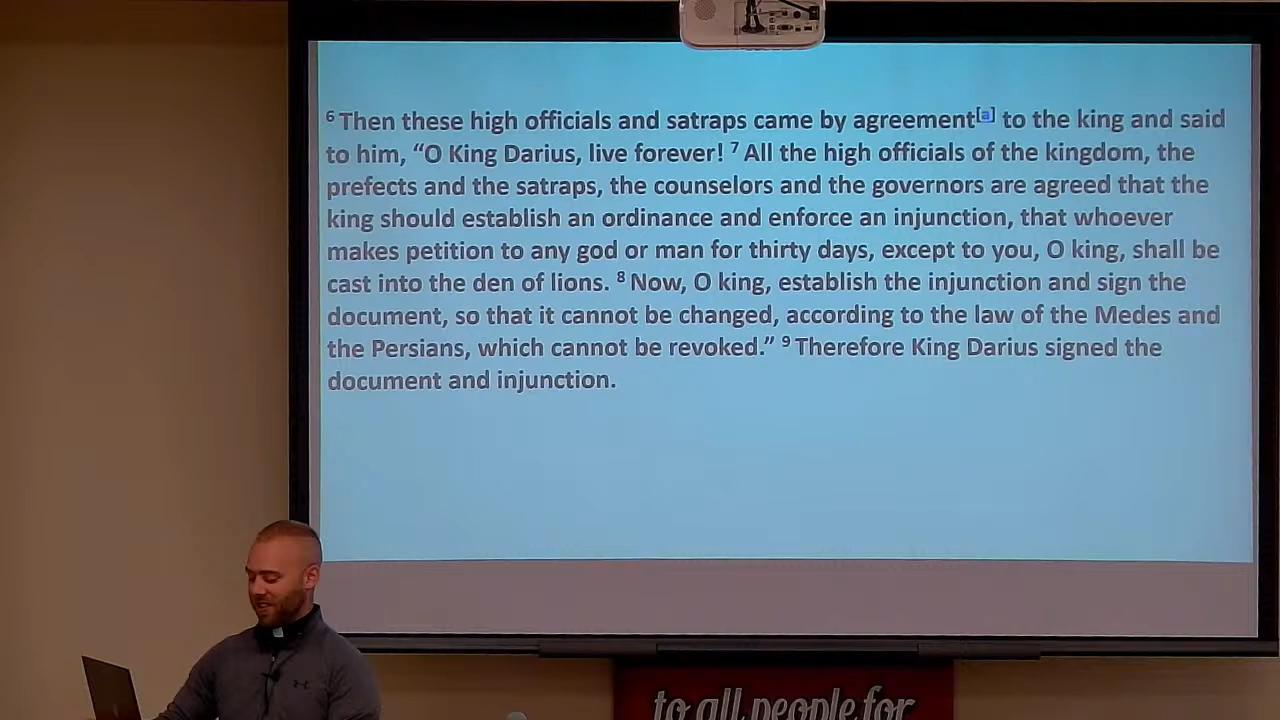 6 Then these high officials and satraps came by agreement[a] to the king and said
to him, “O King Darius, live forever! 7 All the high officials of the kingdom, the
prefects and the satraps, the counselors and the governors are agreed that the
king should establish an ordinance and enforce an injunction, that whoever
makes petition to any god or man for thirty days, except to you, O king, shall be
cast into the den of lions. 8 Now, O king, establish the injunction and sign the
document, so that it cannot be changed, according to the law of the Medes and
the Persians, which cannot be revoked.” 9 Therefore King Darius signed the
document and injunction.
to all people for